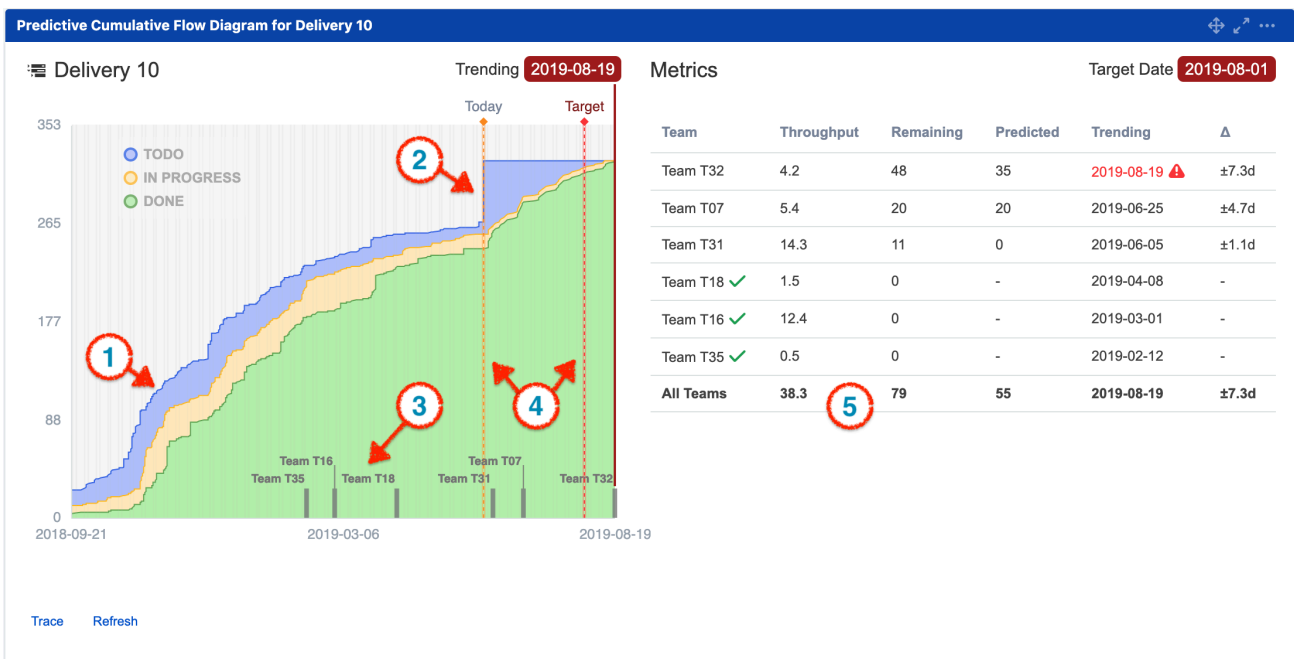 Predictive Cumulative Flow Diagram for Delivery 10
Delivery 10
Trending 2019-08-19
Today
Target
353
265
177
88
0
TODO
IN PROGRESS
DONE
1
2
3
4
Team T16
Team T07
Team T35
Team T18
Team T31
Team T32
2018-09-21
2019-03-06
2019-08-19
Metrics
Target Date 2019-08-01
Team Throughput Remaining Predicted Trending Δ
Team T32 4.2 48 35 2019-08-19 ±7.3d
Team T07 5.4 20 20 2019-06-25 ±4.7d
Team T31 14.3 11 0 2019-06-05 ±1.1d
Team T18 1.5 0 - 2019-04-08 -
Team T16 12.4 0 - 2019-03-01 -
Team T35 0.5 0 - 2019-02-12 -
All Teams 38.3 79 55 2019-08-19 ±7.3d
5
Trace Refresh